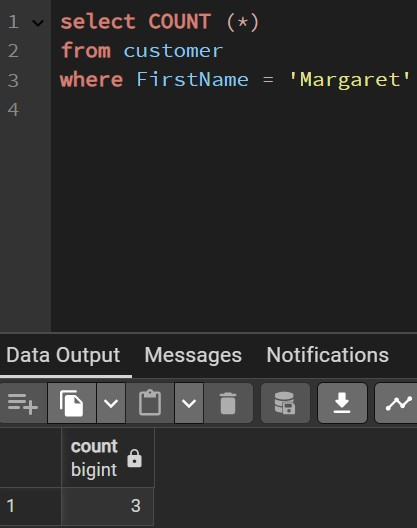 1 select COUNT (*)
2 from customer
3 where FirstName = 'Margaret'
4
Data Output Messages Notifications
count
bigint
1 3